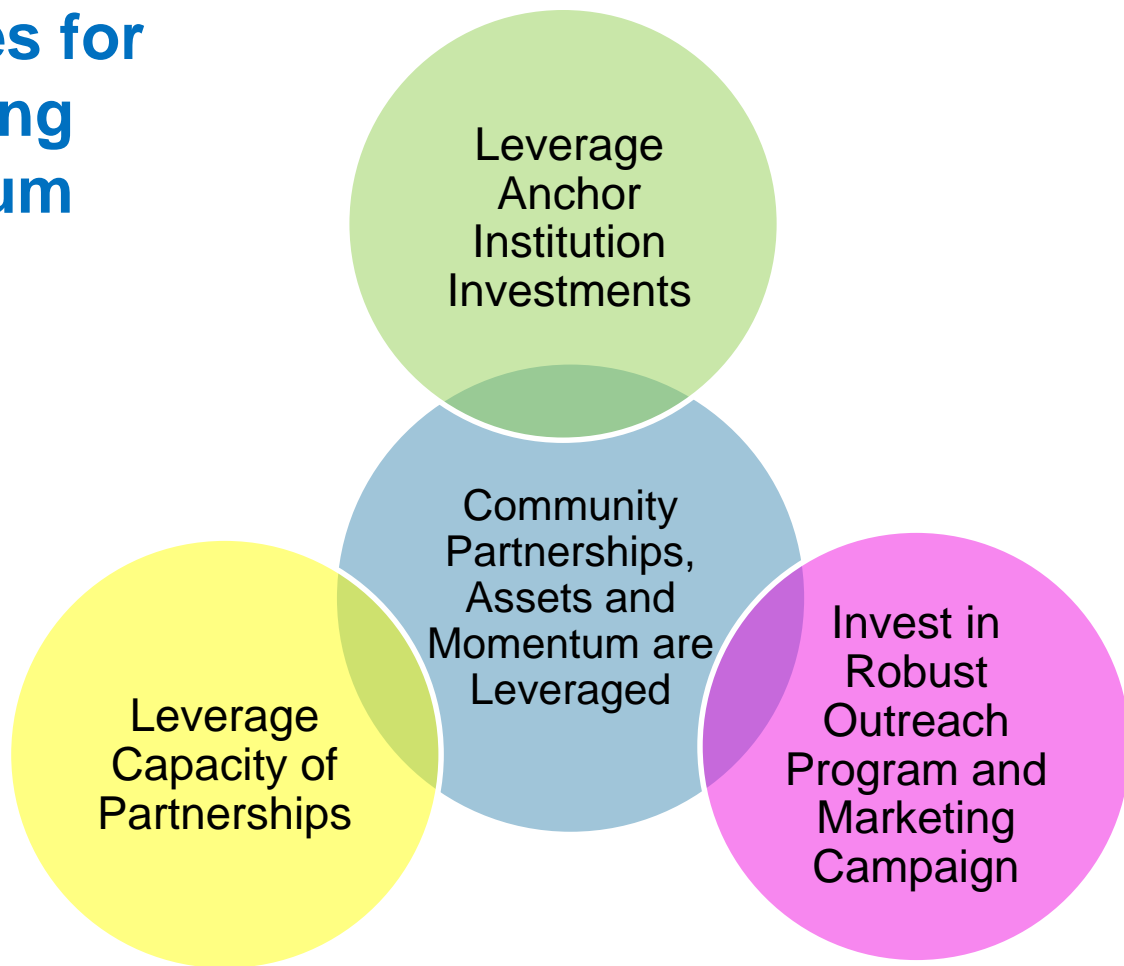 es for
ng
um
Leverage
Anchor
Institution
Investments
Community
Partnerships,
Assets and
Momentum are
Leveraged
Leverage
Capacity of
Partnerships
Invest in
Robust
Outreach
Program and
Marketing
Campaign